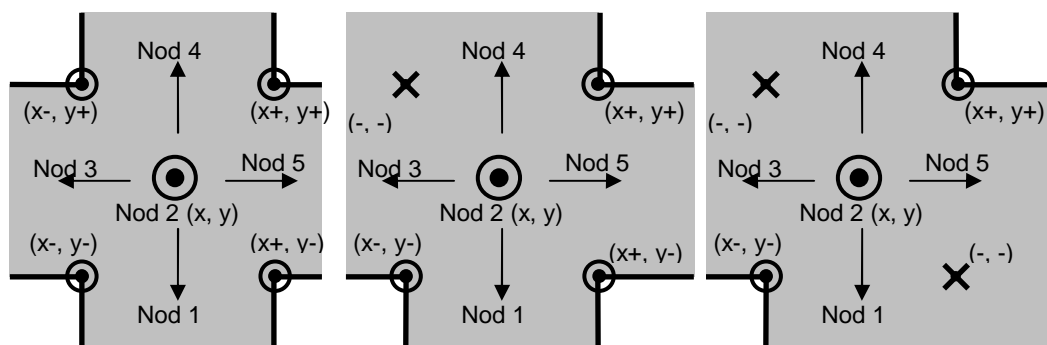 Nod 4
(x-, y+)
(x+, y+)
Nod 3
Nod 5
Nod 2 (x, y)
(x-, y-)
(x+, y-)
Nod 1
Nod 4
(x+, y+)
(-, -)
Nod 3
Nod 5
Nod 2 (x, y)
(x-, y-)
(x+, y-)
Nod 1
Nod 4
(x+, y+)
(-, -)
Nod 3
Nod 5
Nod 2 (x, y)
(x-, y-)
(-, -)
Nod 1